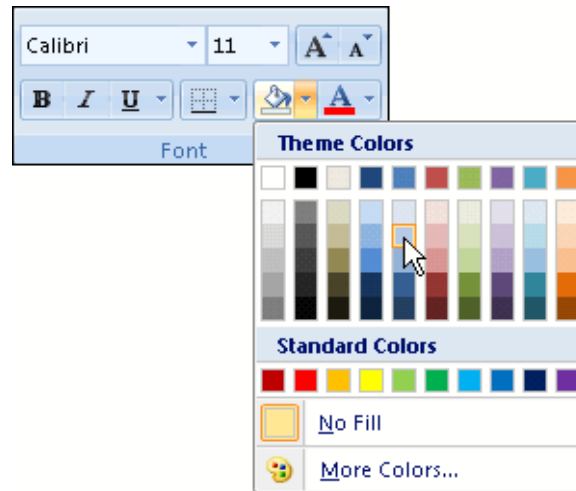 Calibri 11 A A
B I U A
Font
Theme Colors
Standard Colors
No Fill
More Colors...